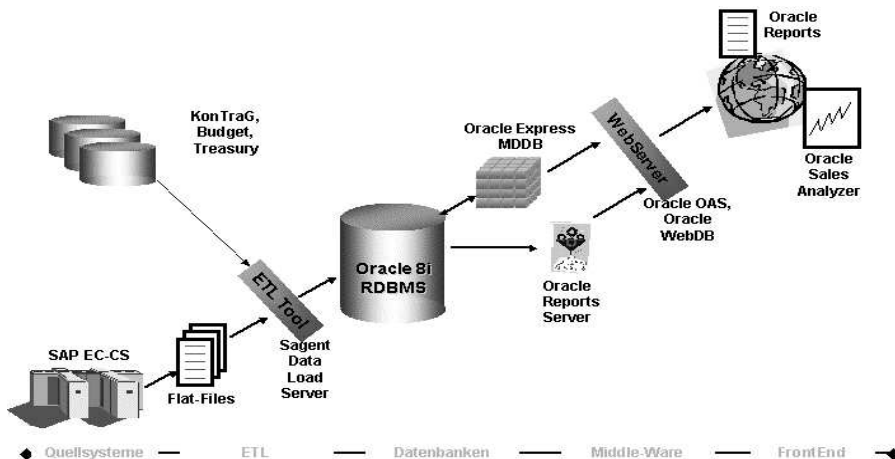 Oracle
Reports
KonTraG,
Budget,
Treasury
Oracle Express
MDDB
WebServer
Oracle
Sales
Analyzer
Oracle OAS,
Oracle
WebDB
Oracle 8i
RDBMS
ETL Tool
Oracle
Reports
Server
Sagent
Data
Load
Server
SAP EC-CS
Flat-Files
Quellsysteme
ETL
Datenbanken
Middle-Ware
FrontEnd